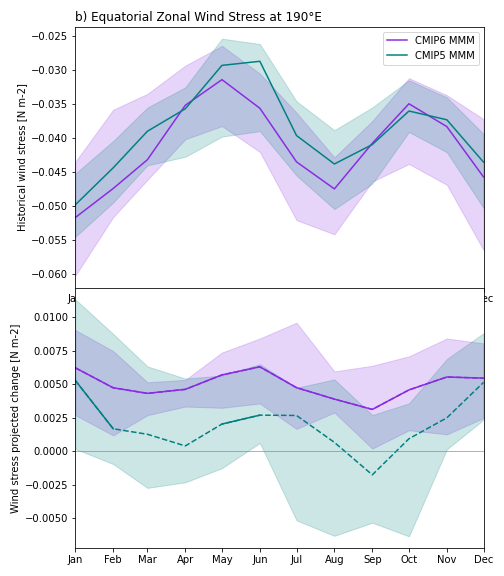 b) Equatorial Zonal Wind Stress at 190°E
CMIP6 MMM
CMIP5 MMM
Historical wind stress [N m-2]
−0.025
−0.030
−0.035
−0.040
−0.045
−0.050
−0.055
−0.060
Ja
ec
Wind stress projected change [N m-2]
0.0100
0.0075
0.0050
0.0025
0.0000
−0.0025
−0.0050
Jan Feb Mar Apr May Jun Jul Aug Sep Oct Nov Dec